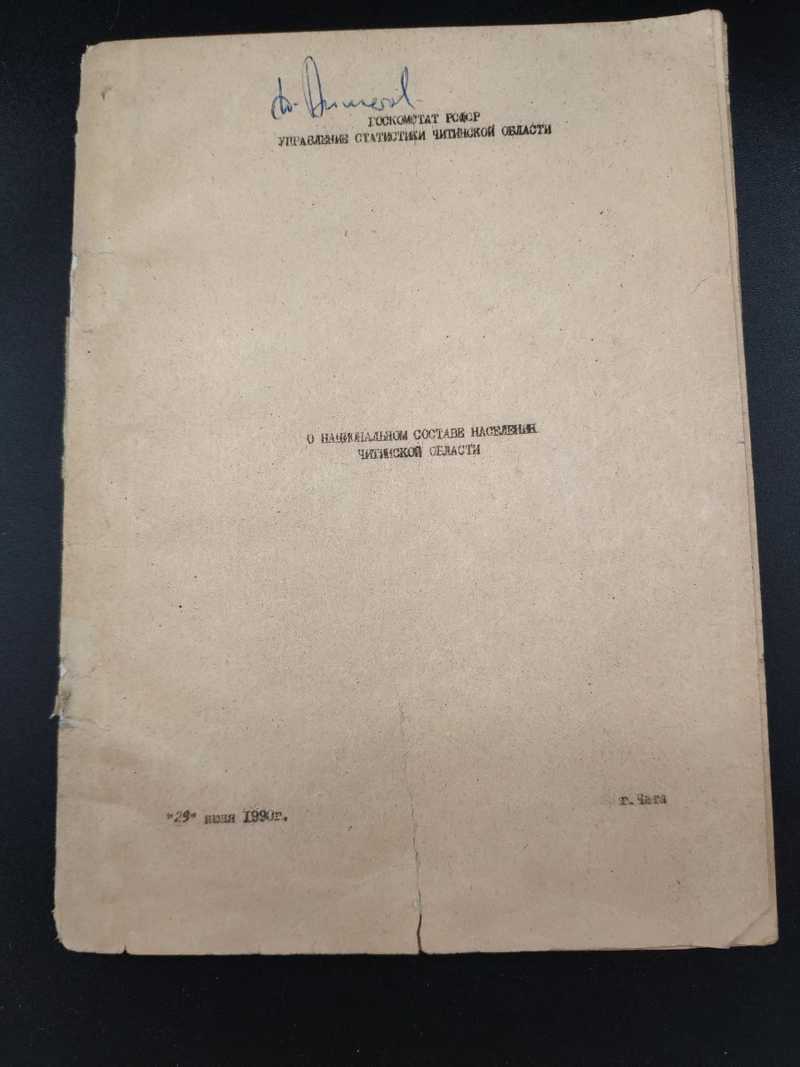 ГОСКОМСТАТ РСФСР
УПРАВЛЕНИЕ СТАТИСТИКИ ЧИТИНСКОЙ ОБЛАСТИ
О НАЦИОНАЛЬНОМ СОСТАВЕ НАСЕЛЕНИЯ
ЧИТИНСКОЙ ОБЛАСТИ
"29" июня 1990г.
г.Чита